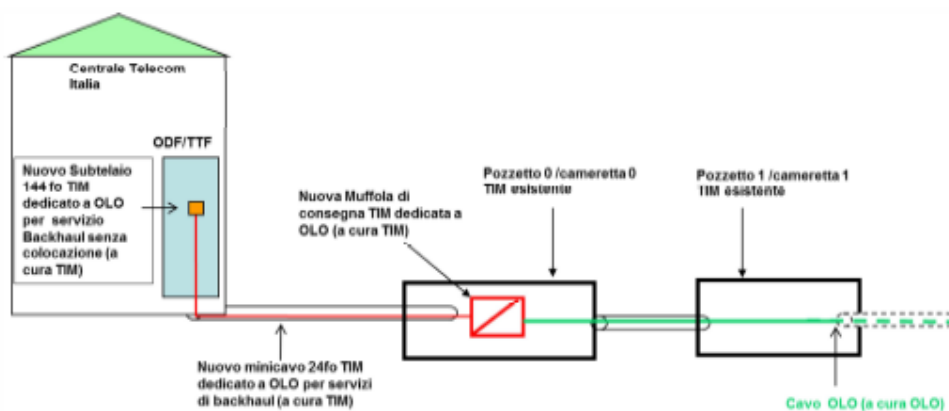 Centrale Telecom
Italia
ODF/TTF
Nuovo Subtelaio
144 fo TIM
dedicato a OLO
per servizio
Backhaul senza
colocazione (a
cura TIM)
Nuova Muffola di
consegna TIM dedicata a
OLO (a cura TIM)
Pozzetto 0 /cameretta 0
TIM esistente
Pozzetto 1 /cameretta 1
TIM esistente
Nuovo minicavo 24fo TIM
dedicato a OLO per servizi
di backhaul (a cura TIM)
Cavo OLO (a cura OLO)